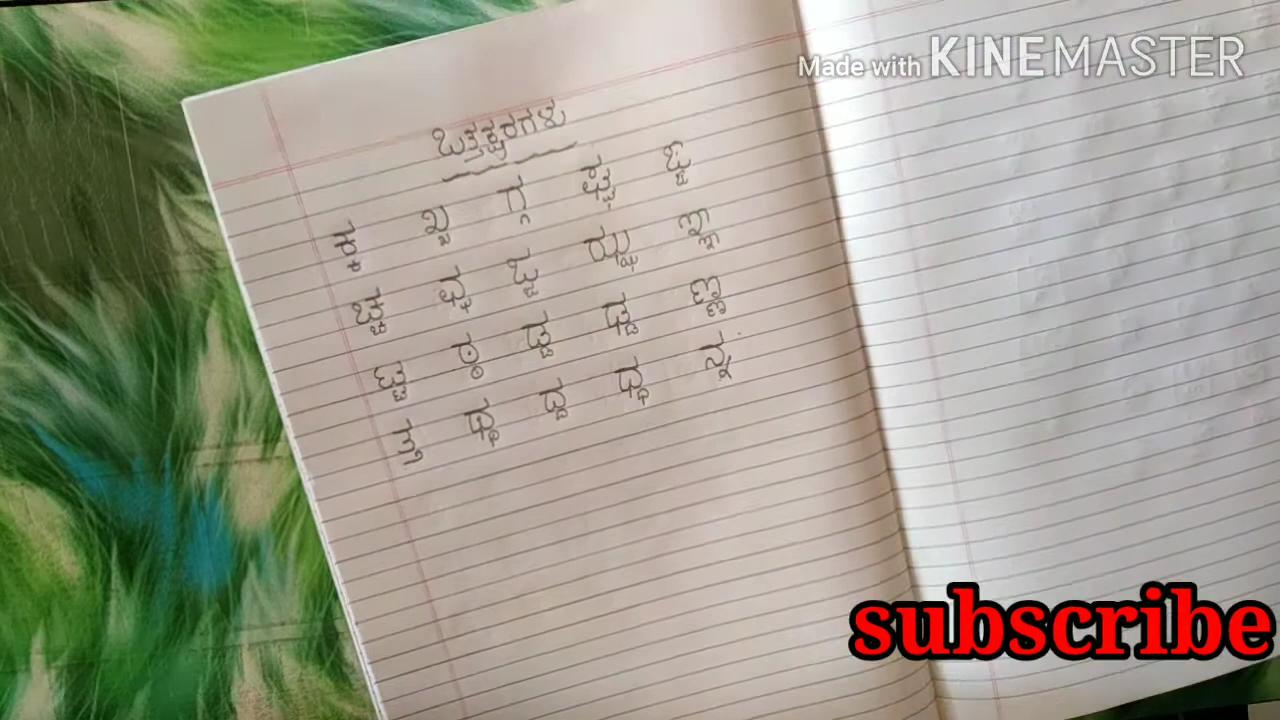 Made with KINEMASTER
ಒತ್ತಕ್ಷರಗಳು
ಕ್ಕ ಖ್ಖ ಗ್ಗ ಘ್ಘ ಙ್ಙ
ಚ್ಚ ಛ್ಛ ಜ್ಜ ಝ್ಝ ಞ್ಞ
ಟ್ಟ ಠ್ಠ ಡ್ಡ ಢ್ಢ ಣ್ಣ
ತ್ತ ಥ್ಥ ದ್ದ ಧ್ಧ ನ್ನ
subscribe